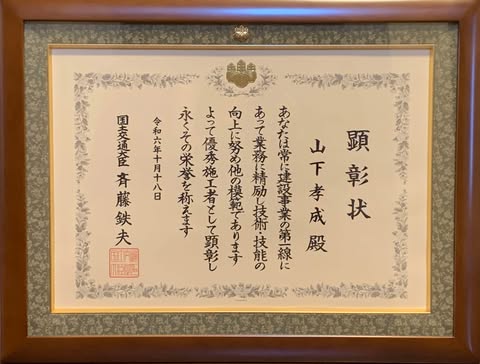 顕彰状
山下孝成殿
あなたは常に建設事業の第一線に
あって業務に精励し技術・技能の
向上に努め他の模範であります
よって優秀施工者として顕彰し
永くその栄誉を称えます
令和六年十月十八日
国土交通大臣 斉藤鉄夫